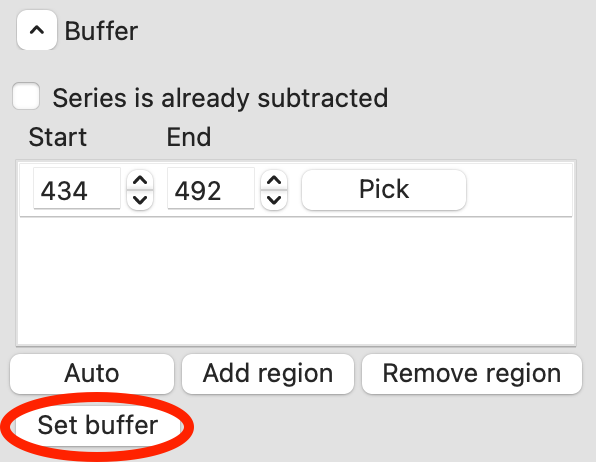 Buffer
Series is already subtracted
Start End
434 492 Pick
Auto Add region Remove region
Set buffer